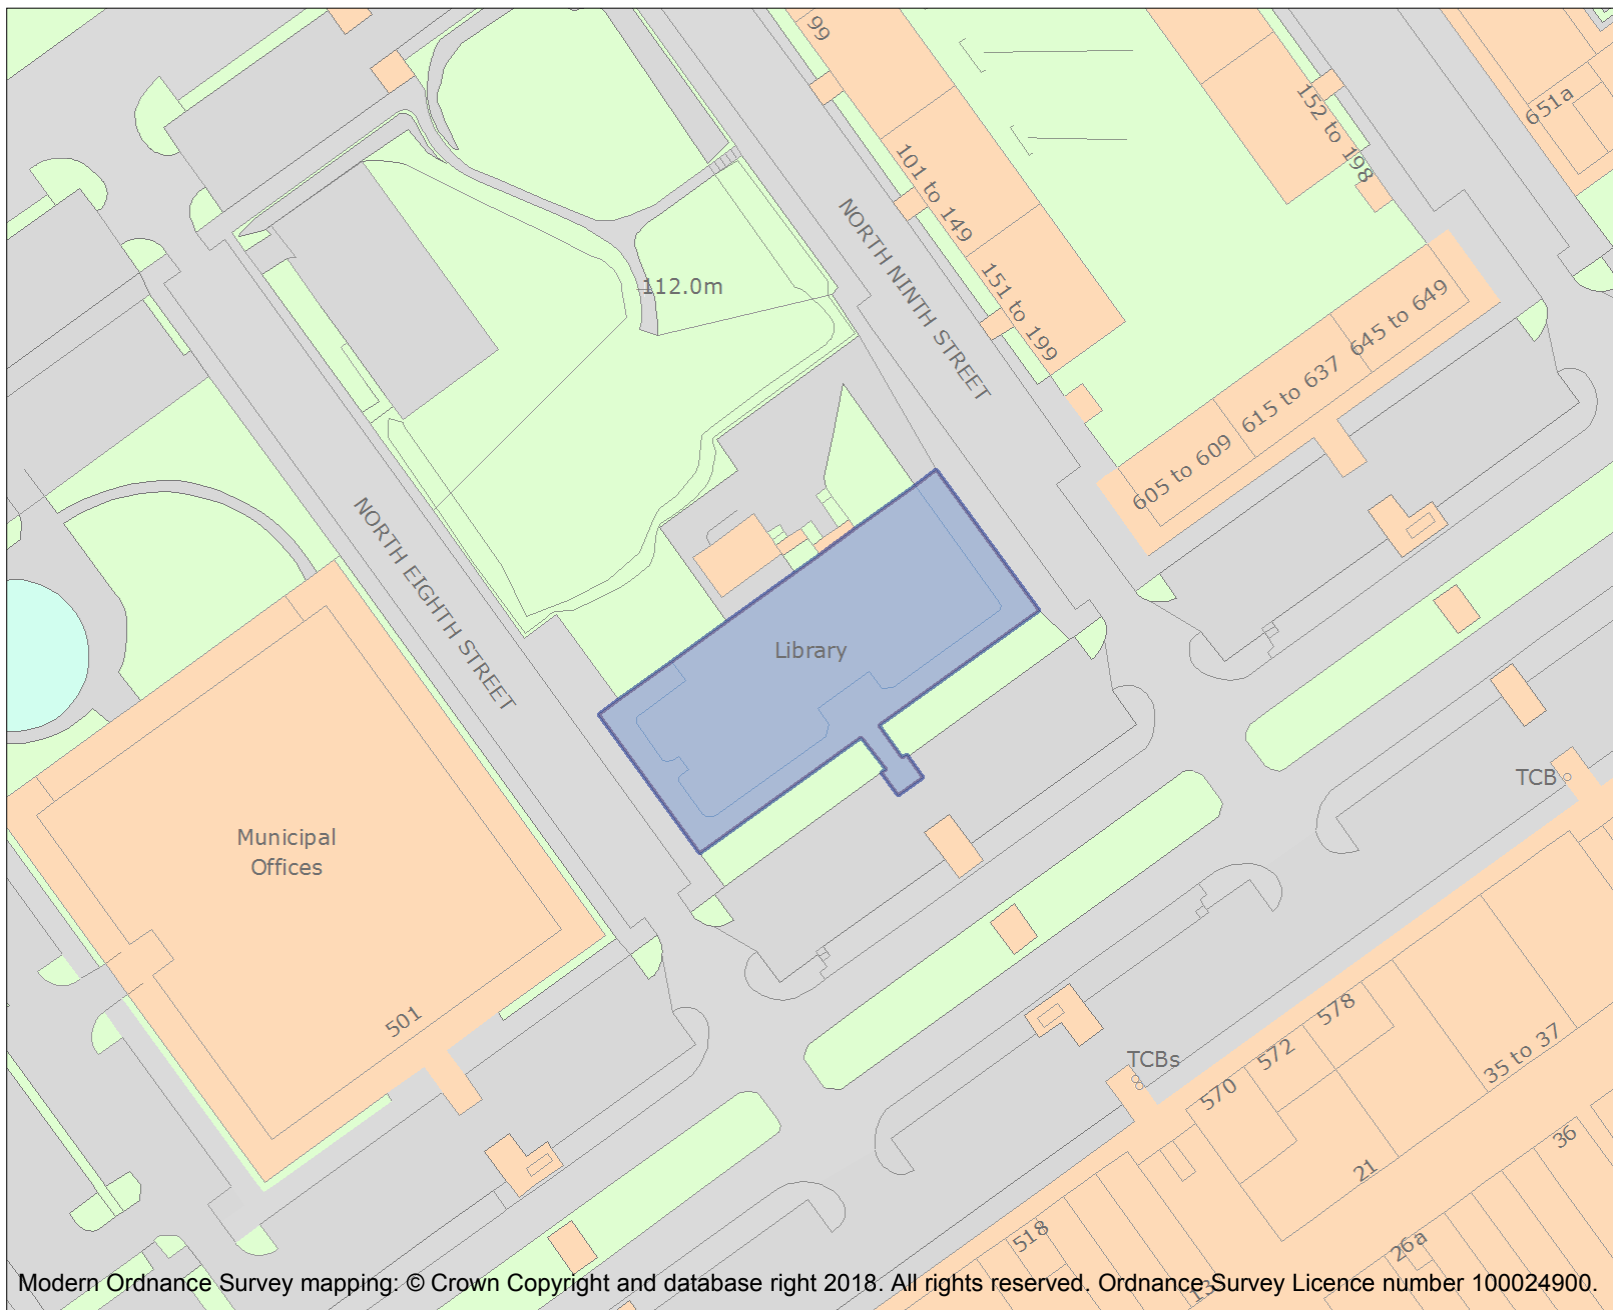 99
152 to 198
651a
101 to 149
NORTH NINTH STREET
151 to 199
112.0m
645 to 649
615 to 637
605 to 609
NORTH EIGHTH STREET
Library
TCB
Municipal
Offices
501
TCBs
578
572
570
35 to 37
36
21
518
26a
Modern Ordnance Survey mapping: © Crown Copyright and database right 2018. All rights reserved. Ordnance Survey Licence number 100024900.